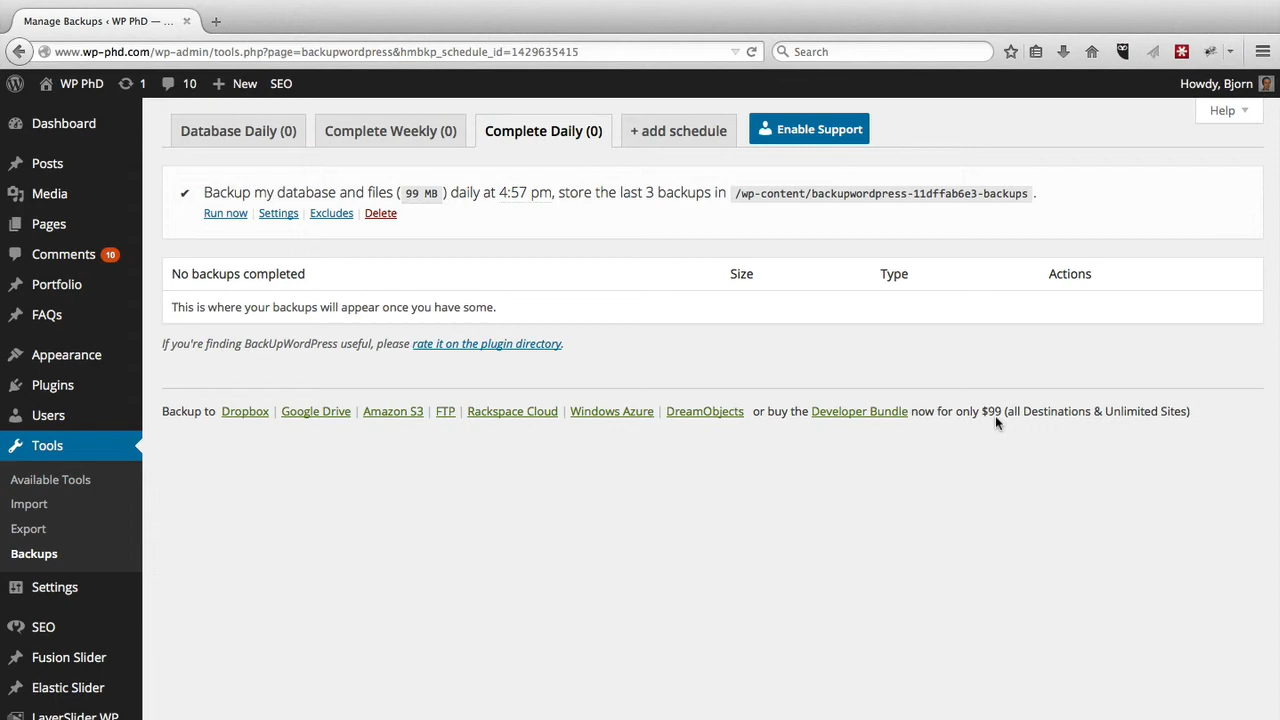 Manage Backups ‹ WP PhD — ...
www.wp-phd.com/wp-admin/tools.php?page=backupwordpress&hmbkp_schedule_id=1429635415
Search
WP PhD
1
10
New
SEO
Howdy, Bjorn
Help
Dashboard
Posts
Media
Pages
Comments 10
Portfolio
FAQs
Appearance
Plugins
Users
Tools
Available Tools
Import
Export
Backups
Settings
SEO
Fusion Slider
Elastic Slider
LayerSlider WP
Database Daily (0)
Complete Weekly (0)
Complete Daily (0)
+ add schedule
Enable Support
✔ Backup my database and files ( 99 MB ) daily at 4:57 pm, store the last 3 backups in /wp-content/backupwordpress-11dffab6e3-backups .
Run now | Settings | Excludes | Delete
No backups completed Size Type Actions
This is where your backups will appear once you have some.
If you're finding BackUpWordPress useful, please rate it on the plugin directory.
Backup to Dropbox | Google Drive | Amazon S3 | FTP | Rackspace Cloud | Windows Azure | DreamObjects or buy the Developer Bundle now for only $99 (all Destinations & Unlimited Sites)